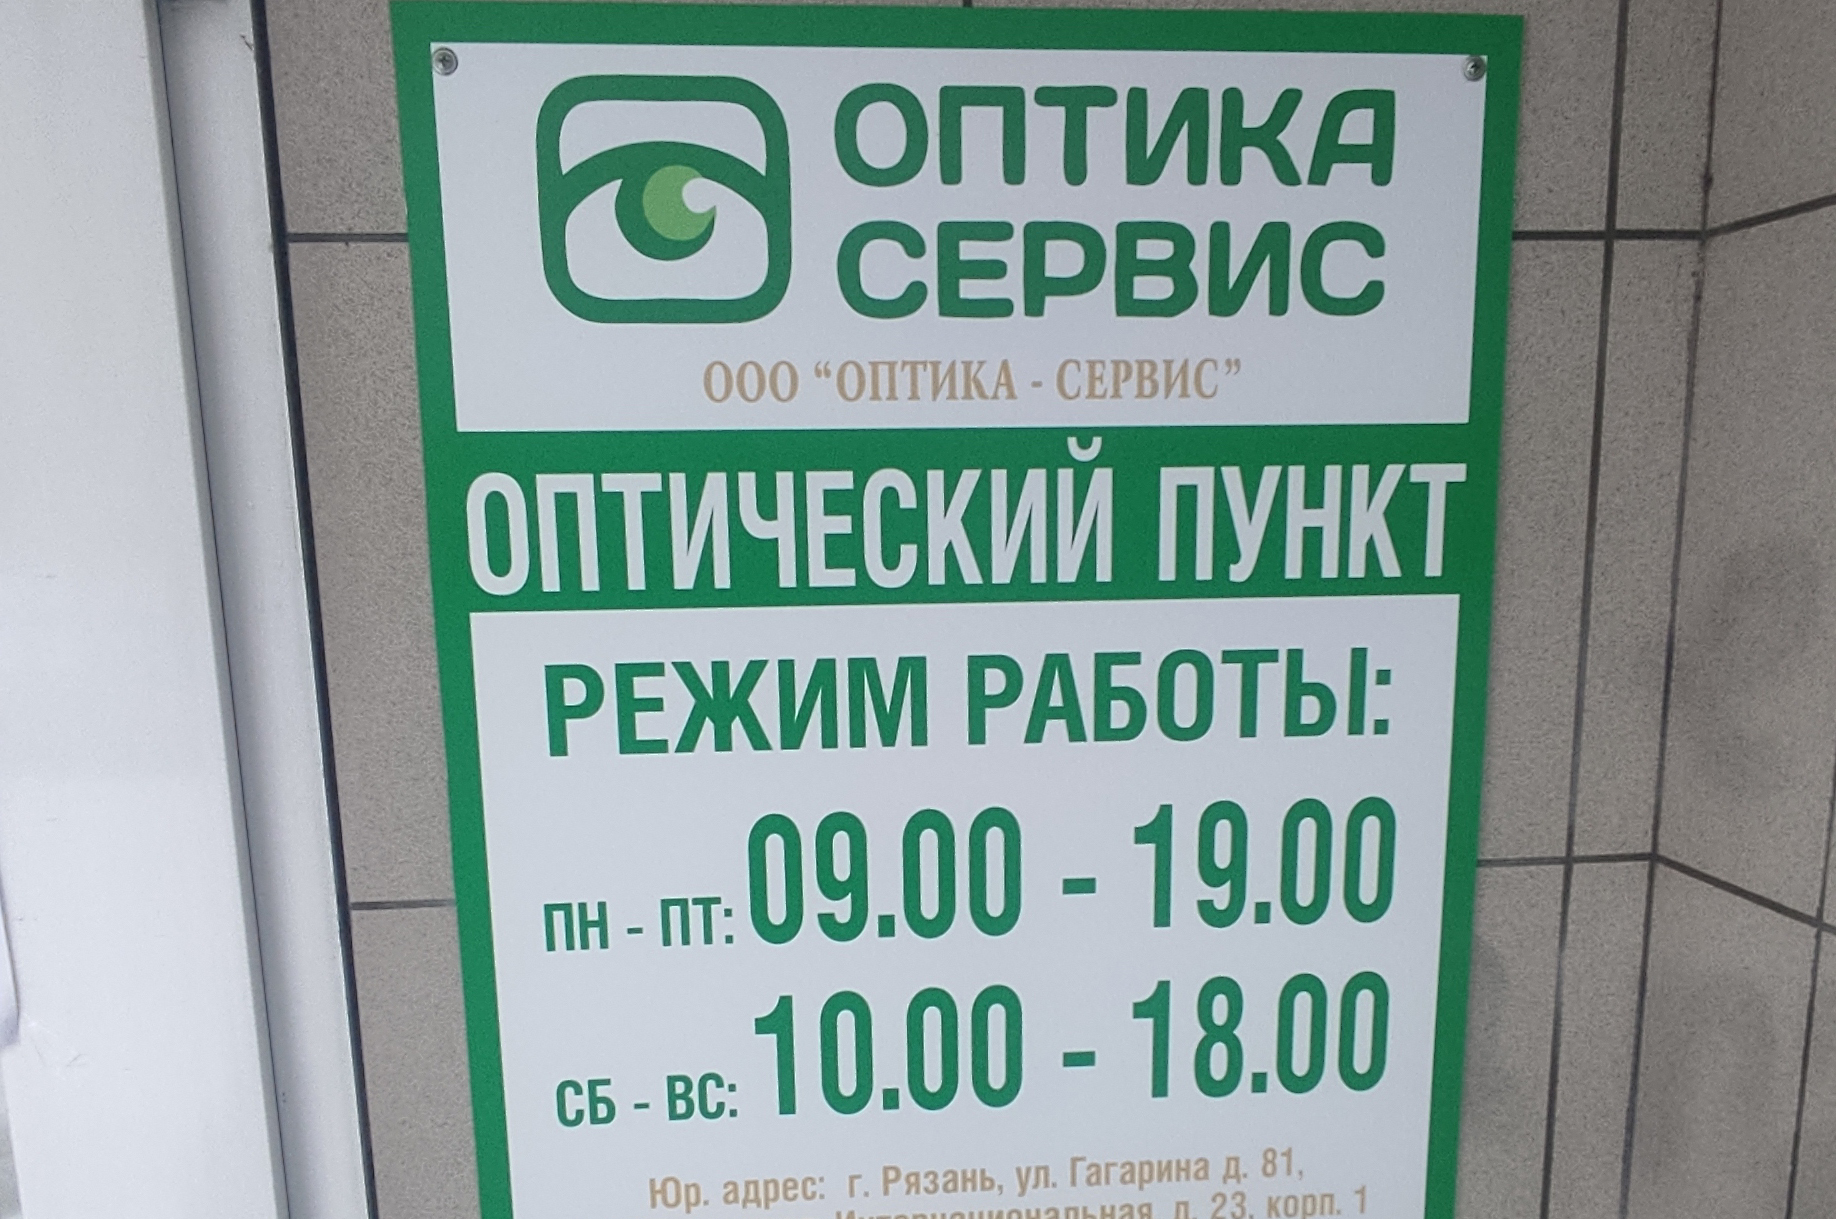 ОПТИКА
СЕРВИС
ООО “ОПТИКА - СЕРВИС”
ОПТИЧЕСКИЙ ПУНКТ
РЕЖИМ РАБОТЫ:
ПН - ПТ: 09.00 - 19.00
СБ - ВС: 10.00 - 18.00
Юр. адрес: г. Рязань, ул. Гагарина д. 81,
Интернациональная, д. 23, корп. 1